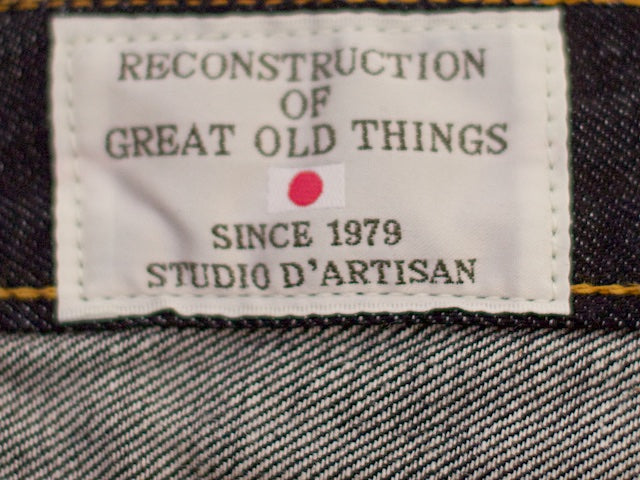 RECONSTRUCTION
OF
GREAT OLD THINGS
SINCE 1979
STUDIO D'ARTISAN